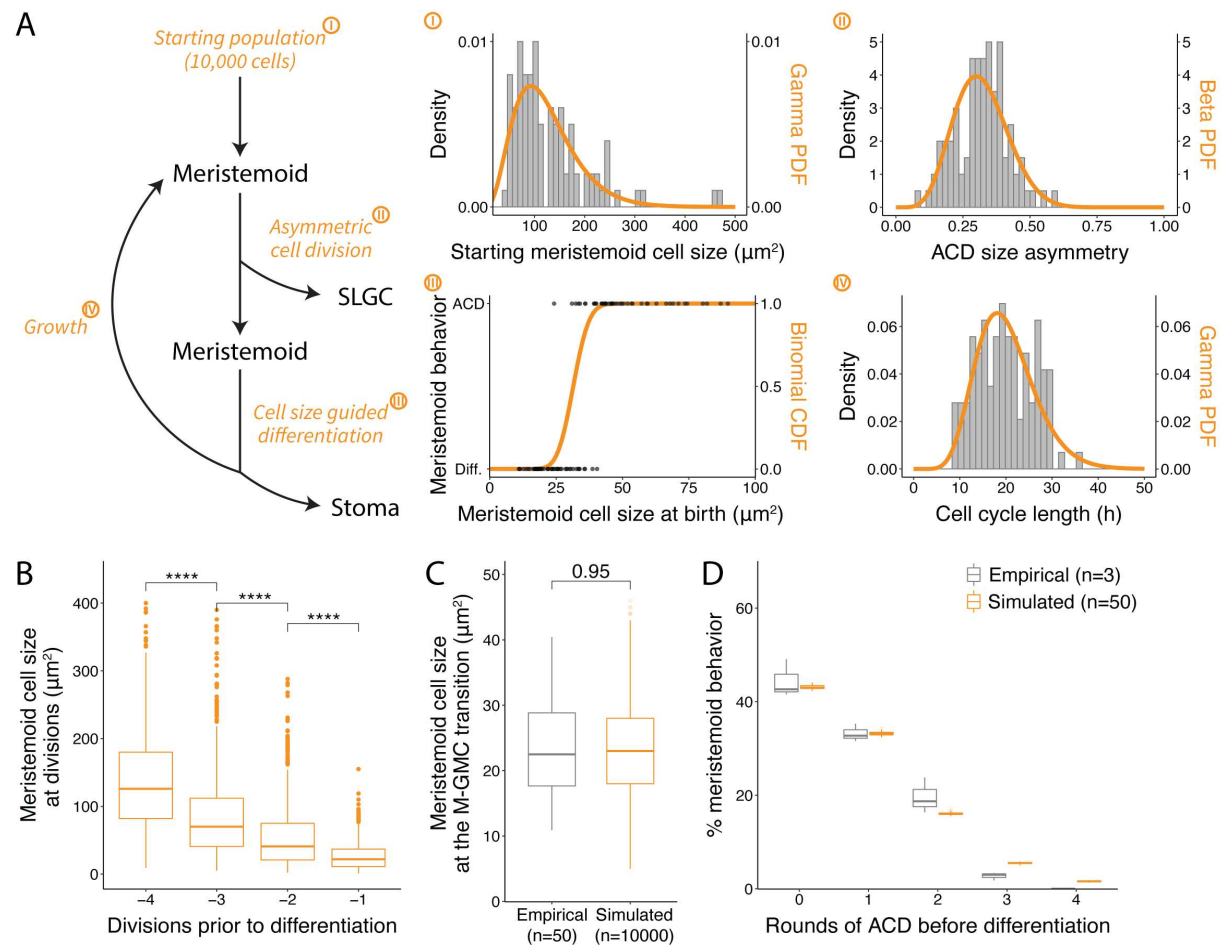 A
Starting population I
(10,000 cells)
Meristemoid
Asymmetric II
cell division
SLGC
Growth IV
Meristemoid
Cell size guided III
differentiation
Stoma
I
Density
0.01
0.00
0.01
0.00
Gamma PDF
100 200 300 400 500
Starting meristemoid cell size (µm²)
II
Density
5
4
3
2
1
0
5
4
3
2
1
0
Beta PDF
0.00 0.25 0.50 0.75 1.00
ACD size asymmetry
III
Meristemoid behavior
ACD
Diff.
1.0
0.5
0.0
Binomial CDF
0 25 50 75 100
Meristemoid cell size at birth (µm²)
IV
Density
0.06
0.04
0.02
0.00
0.06
0.04
0.02
0.00
Gamma PDF
0 10 20 30 40 50
Cell cycle length (h)
B
Meristemoid cell size
at divisions (µm²)
400
300
200
100
0
**** **** ****
−4 −3 −2 −1
Divisions prior to differentiation
C
Meristemoid cell size
at the M-GMC transition (µm²)
50
40
30
20
10
0
0.95
Empirical
(n=50)
Simulated
(n=10000)
D
% meristemoid behavior
60
40
20
0
Empirical (n=3)
Simulated (n=50)
0 1 2 3 4
Rounds of ACD before differentiation